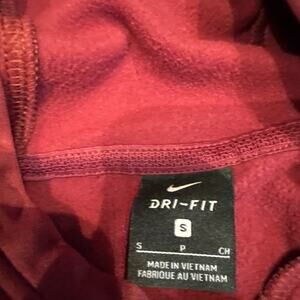 DRI-FIT
S
S P CH
MADE IN VIETNAM
FABRIQUÉ AU VIETNAM